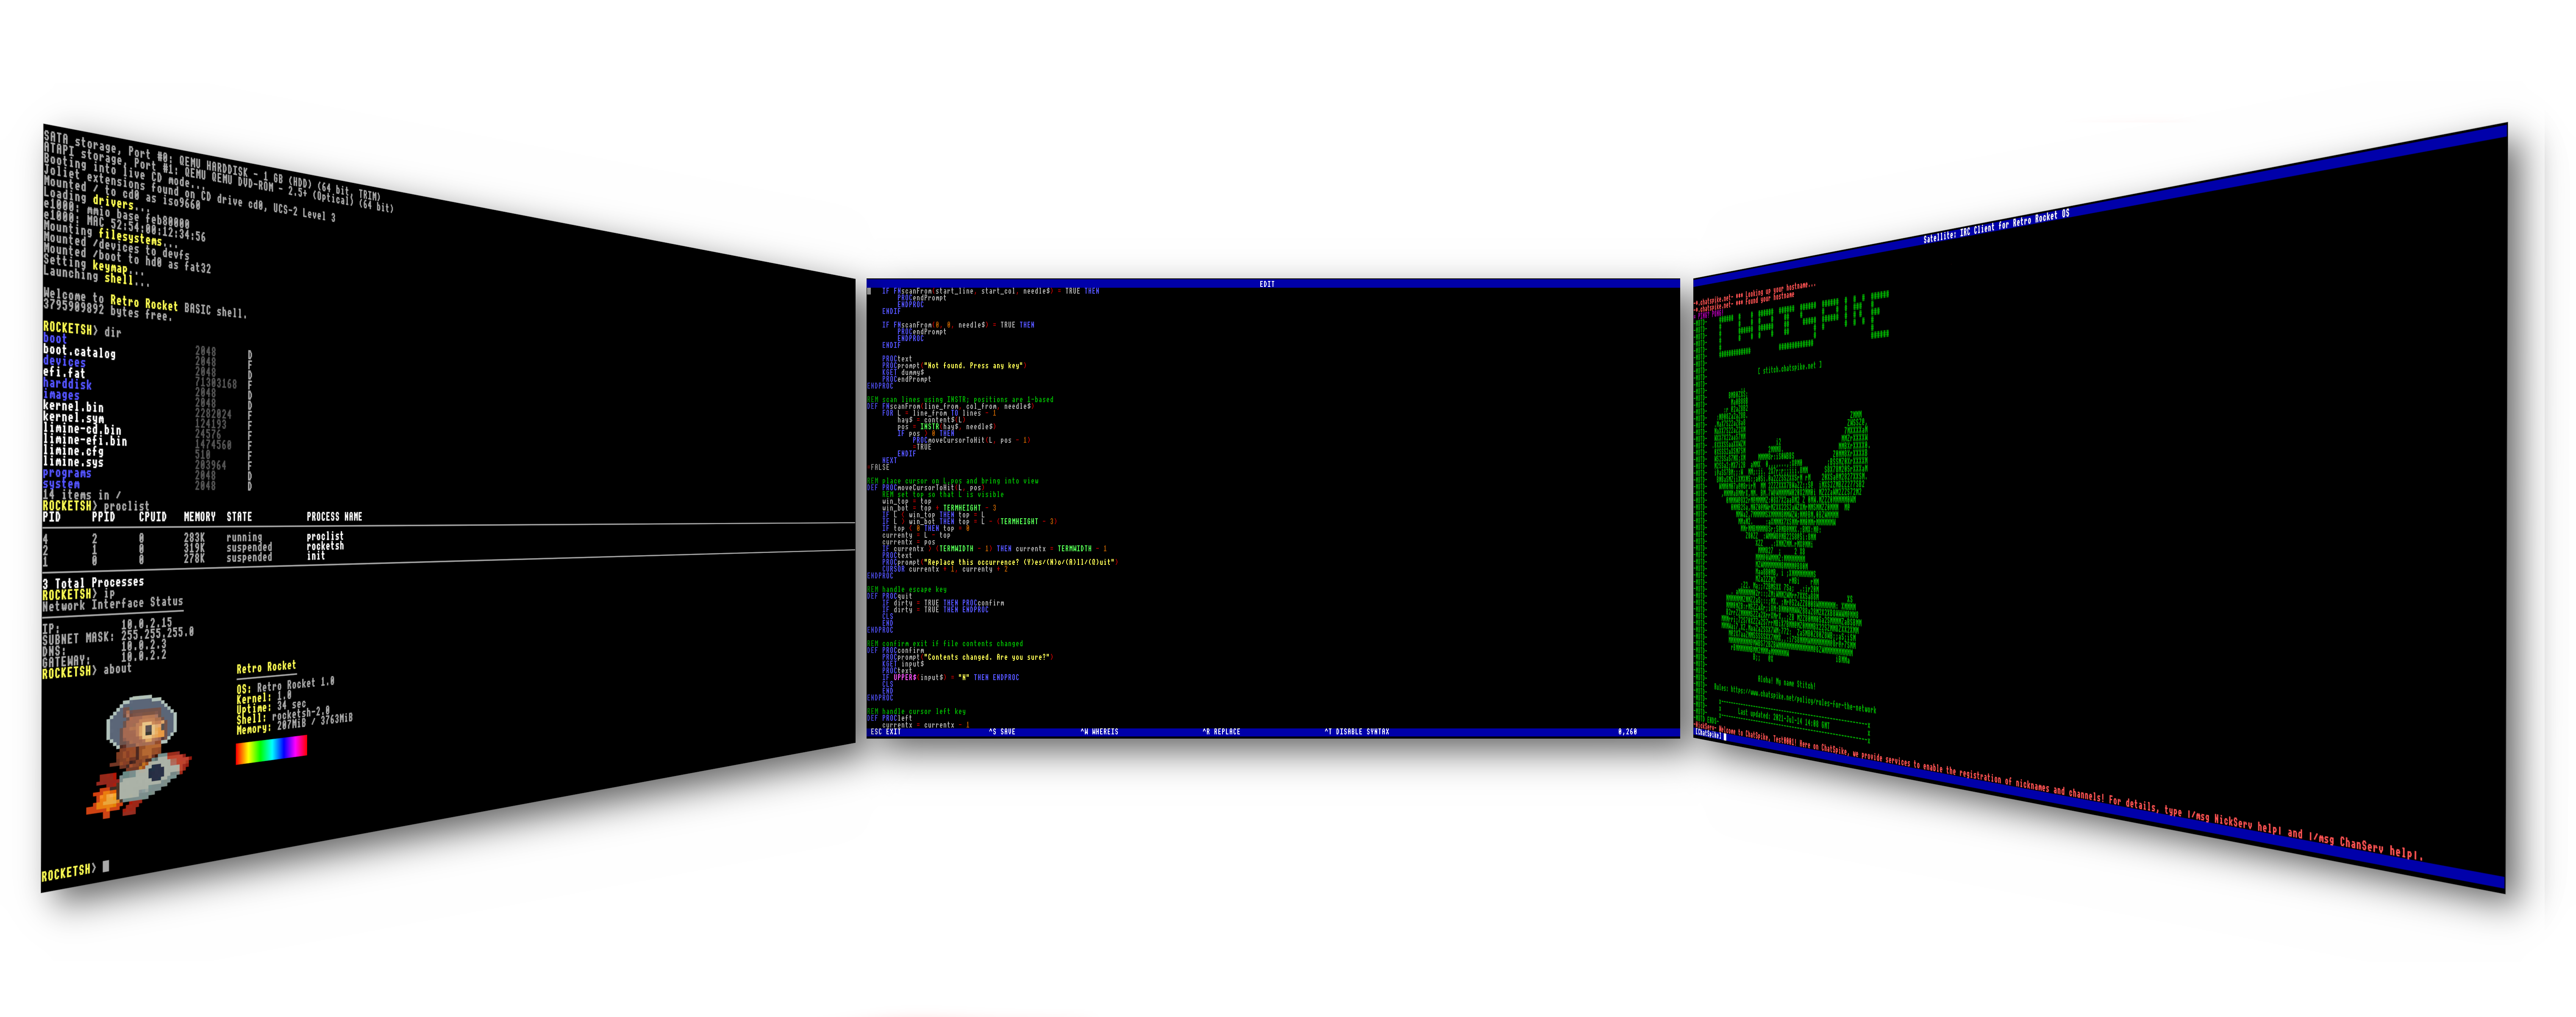 SATA storage, Port #0: QEMU HARDDISK - 1 GB (HDD) (64 bit, TRIM)
ATAPI storage, Port #1: QEMU QEMU DVD-ROM - 2.5+ (Optical) (64 bit)
Booting into live CD mode...
Joliet extensions found on CD drive cd0, UCS-2 Level 3
Mounted / to cd0 as iso9660
Loading drivers...
e1000: mmio base feb80000
e1000: MAC 52:54:00:12:34:56
Mounting filesystems...
Mounted /devices to devfs
Mounted /boot to hd0 as fat32
Setting keymap...
Launching shell...
Welcome to Retro Rocket BASIC shell.
3795909892 bytes free.
ROCKETSH> dir
boot 2048 D
boot.catalog 2048 F
devices 2048 D
efi.fat 71303168 F
harddisk 2048 D
images 2048 D
kernel.bin 2282024 F
kernel.sym 124193 F
limine-cd.bin 24576 F
limine-efi.bin 1474560 F
limine.cfg 510 F
limine.sys 203964 F
programs 2048 D
system 2048 D
14 items in /
ROCKETSH> proclist
PID PPID CPUID MEMORY STATE PROCESS NAME
4 2 0 283K running proclist
2 1 0 319K suspended rocketsh
1 0 0 278K suspended init
3 Total Processes
ROCKETSH> ip
Network Interface Status
IP: 10.0.2.15
SUBNET MASK: 255.255.255.0
DNS: 10.0.2.3
GATEWAY: 10.0.2.2
ROCKETSH> about
Retro Rocket
OS: Retro Rocket 1.0
Kernel: 1.0
Uptime: 34 sec
Shell: rocketsh-2.0
Memory: 207MiB / 3763MiB
ROCKETSH>
EDIT
IF FNscanFrom(start_line, start_col, needle$) = TRUE THEN
PROCendPrompt
ENDPROC
ENDIF
IF FNscanFrom(0, 0, needle$) = TRUE THEN
PROCendPrompt
ENDPROC
ENDIF
PROCtext
PROCprompt("Not found. Press any key")
KGET dummy$
PROCendPrompt
ENDPROC
REM scan lines using INSTR; positions are 1-based
DEF FNscanFrom(line_from, col_from, needle$)
FOR L = line_from TO lines - 1
hay$ = content$(L)
pos = INSTR(hay$, needle$)
IF pos > 0 THEN
PROCmoveCursorToHit(L, pos - 1)
=TRUE
ENDIF
NEXT
=FALSE
REM place cursor on L,pos and bring into view
DEF PROCmoveCursorToHit(L, pos)
REM set top so that L is visible
win_top = top
win_bot = top + TERMHEIGHT - 3
IF L < win_top THEN top = L
IF L > win_bot THEN top = L - (TERMHEIGHT - 3)
IF top < 0 THEN top = 0
currenty = L - top
currentx = pos
IF currentx > (TERMWIDTH - 1) THEN currentx = TERMWIDTH - 1
PROCtext
PROCprompt("Replace this occurrence? (Y)es/(N)o/(A)ll/(Q)uit")
CURSOR currentx + 1, currenty + 2
ENDPROC
REM handle escape key
DEF PROCquit
IF dirty = TRUE THEN PROCconfirm
IF dirty = TRUE THEN ENDPROC
CLS
END
ENDPROC
REM confirm exit if file contents changed
DEF PROCconfirm
PROCprompt("Contents changed. Are you sure?")
KGET input$
PROCtext
IF UPPER$(input$) = "N" THEN ENDPROC
CLS
END
ENDPROC
REM handle cursor left key
DEF PROCleft
currentx = currentx - 1
ESC EXIT ^S SAVE ^W WHEREIS ^R REPLACE ^T DISABLE SYNTAX 0,260
Satellite: IRC Client for Retro Rocket OS
*** Looking up your hostname...
*** Found your hostname
CHATSPIKE
[ stitch.chatspike.net ]
Aloha! My name Stitch!
Rules: https://www.chatspike.net/policy/rules-for-the-network
Last updated: 2021-Jul-14 14:00 GMT
Welcome to ChatSpike, Test0001! Here on ChatSpike, we provide services to enable the registration of nicknames and channels! For details, type |/msg NickServ help| and |/msg ChanServ help|.
[ChatSpike]